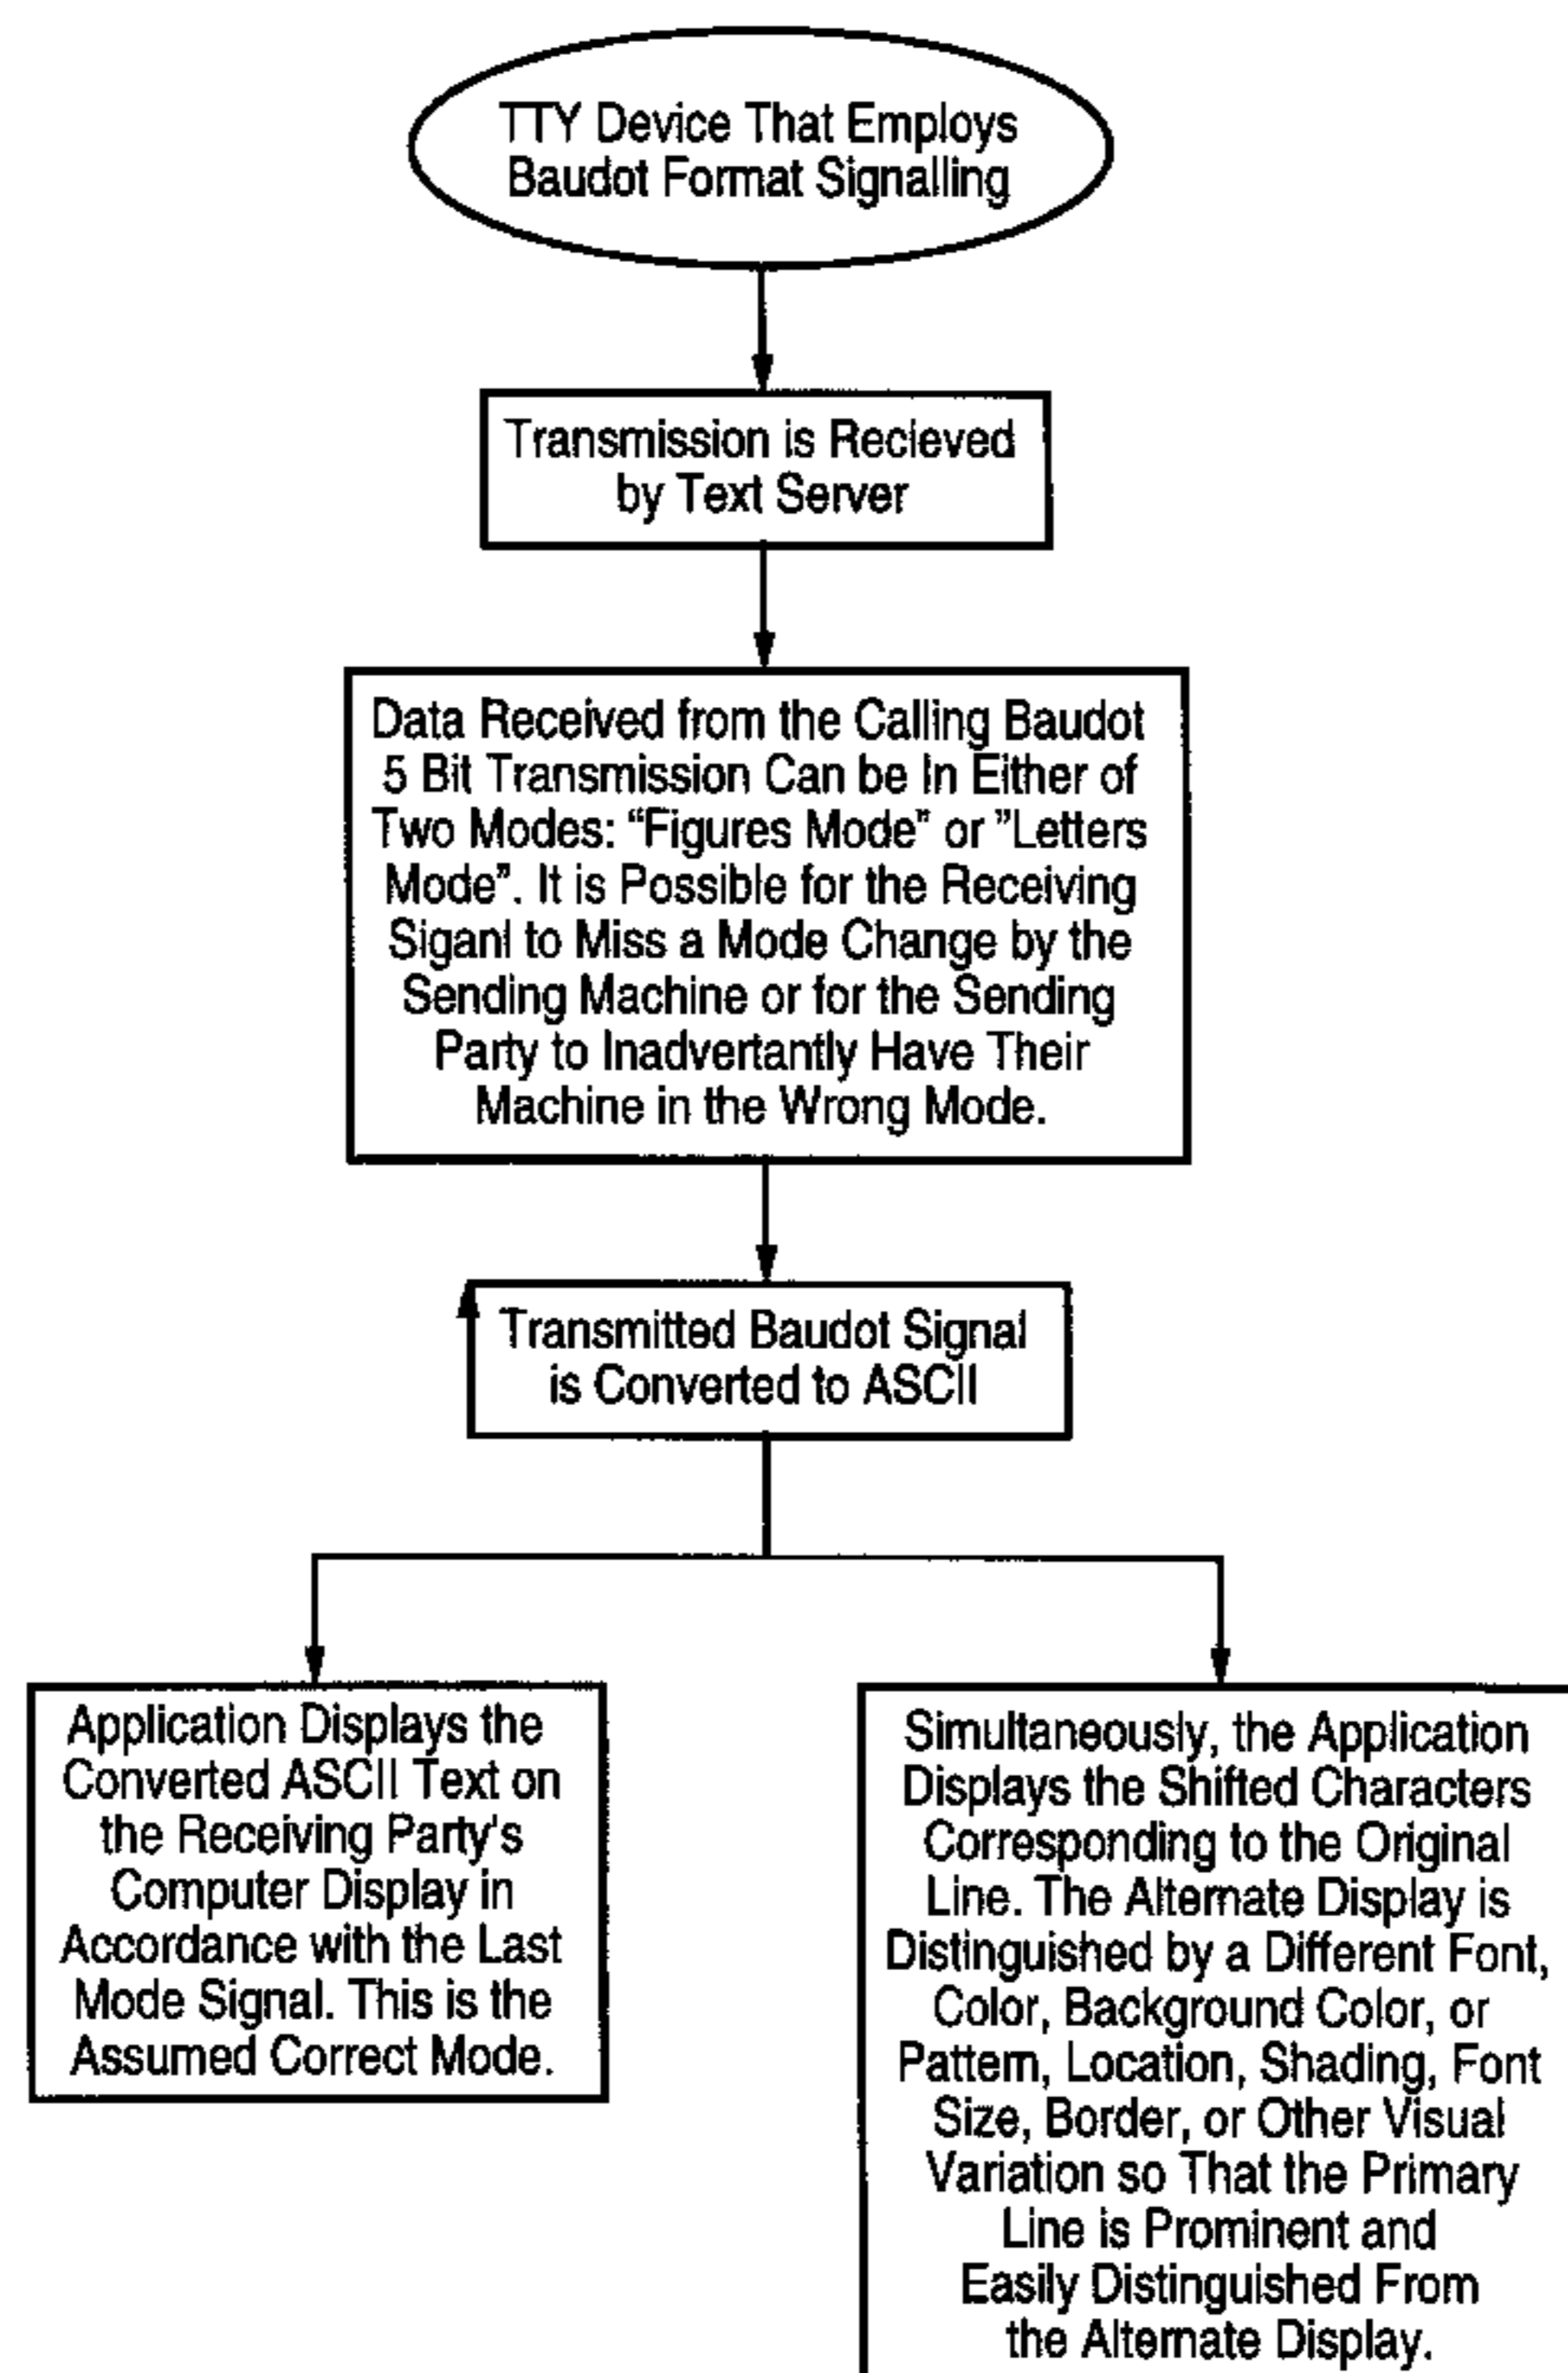 TTY Device That Employs
Baudot Format Signalling
Transmission is Recieved
by Text Server
Data Received from the Calling Baudot
5 Bit Transmission Can be In Either of
Two Modes: “Figures Mode” or ”Letters
Mode”. It is Possible for the Receiving
Siganl to Miss a Mode Change by the
Sending Machine or for the Sending
Party to Inadvertantly Have Their
Machine in the Wrong Mode.
Transmitted Baudot Signal
is Converted to ASCII
Application Displays the
Converted ASCII Text on
the Receiving Party's
Computer Display in
Accordance with the Last
Mode Signal. This is the
Assumed Correct Mode.
Simultaneously, the Application
Displays the Shifted Characters
Corresponding to the Original
Line. The Alternate Display is
Distinguished by a Different Font,
Color, Background Color, or
Pattern, Location, Shading, Font
Size, Border, or Other Visual
Variation so That the Primary
Line is Prominent and
Easily Distinguished From
the Alternate Display.